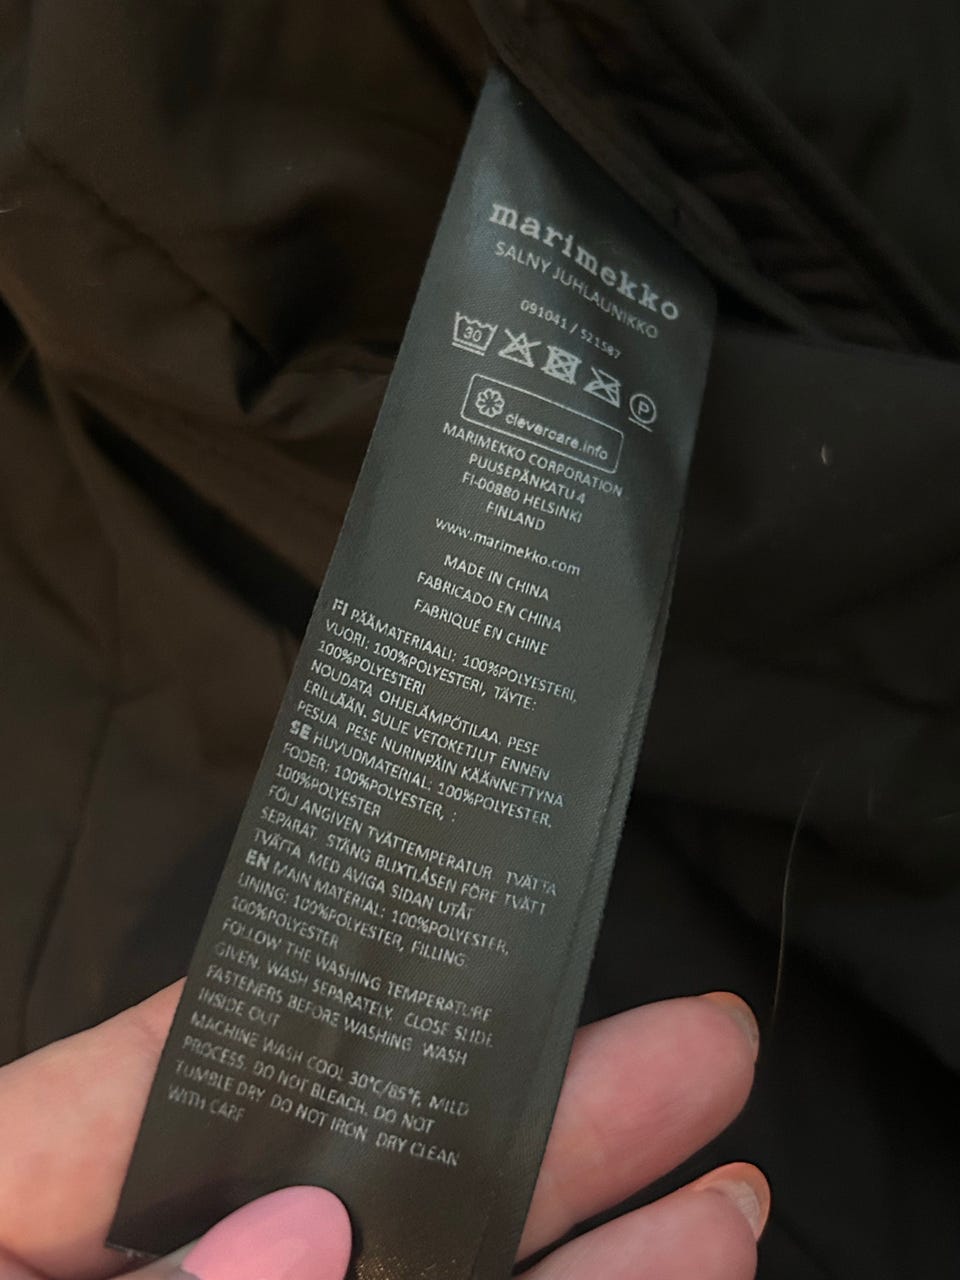 marimekko
SALNY JUHLAUNIKKO
091041 / 521587
30
P
clevercare.info
MARIMEKKO CORPORATION
PUUSEPÄNKATU 4
FI-00880 HELSINKI
FINLAND
www.marimekko.com
MADE IN CHINA
FABRICADO EN CHINA
FABRIQUÉ EN CHINE
FI PÄÄMATERIAALI: 100%POLYESTERI,
VUORI: 100%POLYESTERI, TÄYTE:
100%POLYESTERI
NOUDATA OHJELÄMPÖTILAA. PESE
ERILLÄÄN. SULJE VETOKETJUT ENNEN
PESUA. PESE NURINPÄIN KÄÄNNETTYNÄ
SE HUVUDMATERIAL: 100%POLYESTER,
FODER: 100%POLYESTER, :
100%POLYESTER
FÖLJ ANGIVEN TVÄTTEMPERATUR. TVÄTTA
SEPARAT. STÄNG BLIXTLÅSEN FÖRE TVÄTT
TVÄTTA MED AVIGA SIDAN UTÅT
EN MAIN MATERIAL: 100%POLYESTER,
LINING: 100%POLYESTER, FILLING:
100%POLYESTER
FOLLOW THE WASHING TEMPERATURE
GIVEN. WASH SEPARATELY. CLOSE SLIDE
FASTENERS BEFORE WASHING. WASH
INSIDE OUT
MACHINE WASH COOL 30°C/85°F, MILD
PROCESS. DO NOT BLEACH. DO NOT
TUMBLE DRY. DO NOT IRON. DRY CLEAN
WITH CARE